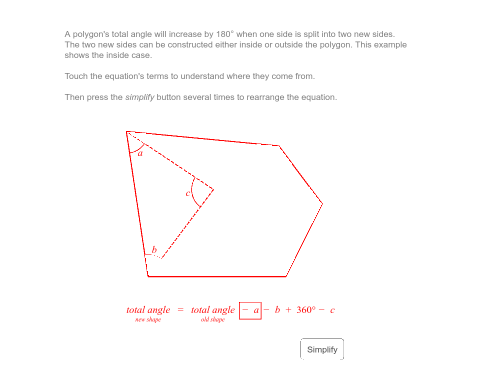 A polygon's total angle will increase by 180° when one side is split into two new sides.
The two new sides can be constructed either inside or outside the polygon. This example
shows the inside case.
Touch the equation's terms to understand where they come from.
Then press the simplify button several times to rearrange the equation.
a
c
b
total angle = total angle − a − b + 360° − c
new shape old shape
Simplify